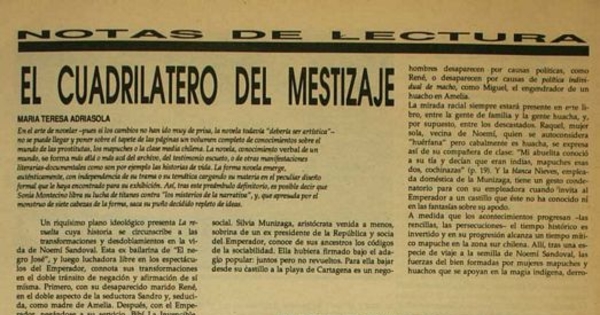 NOTAS DE LECTURA
EL CUADRILATERO DEL MESTIZAJE
MARIA TERESA ADRIASOLA
En el arte de novelar –pues si los cambios no han ido muy de prisa, la novela todavía "debería ser artística"–
no se puede llegar y poner sobre el tapete de las páginas un volumen completo de conocimientos sobre el
mundo de las prostitutas, los mapuches o la clase media chilena. La novela, conocimiento verbal de un
mundo, se forma más allá o más acá del archivo, del testimonio escueto, o de otras manifestaciones
literarias-documentales como son por ejemplo las historias de vida. La forma novela emerge,
auténticamente, con independencia de su trama o su temática cargando su materia en el peculiar diseño
formal que le haya encontrado para su exhibición. Así, tras este preámbulo definitorio, es posible decir que
Sonia Montecino libra su lucha de titanes contra "los misterios de la narrativa", y, que apresada por el
monstruo de siete cabezas de la forma, saca su puño decidido repleto de ideas.
Un riquísimo plano ideológico presenta La re-
vuelta cuya historia se circunscribe a las
transformaciones y desdoblamientos en la vi-
da de Noemí Sandoval. Esta es bailarina de "El ne-
gro José", y luego luchadora libre en los espectácu-
los del Emperador, connota sus transformaciones
en el doble tránsito de negación y afirmación de sí
misma. Primero, con su desaparecido marido René,
en el doble aspecto de la seductora Sandro y, seduci-
da, como madre de Amelia. Después, con el Empe-
social. Silvia Munizaga, aristócrata venida a menos,
sobrina de un ex presidente de la República y socia
del Emperador, conoce de sus ancestros los códigos
de la sociabilidad. Ella hubiera firmado bajo el ada-
gio popular: juntos pero no revueltos. Para ella bajar
desde su castillo a la playa de Cartagena es un nego-
hombres desaparecen por causas políticas, como
René, o desaparecen por causas de política indivi-
dual de macho, como Miguel, el engendrador de un
huacho en Amelia.
La mirada racial siempre estará presente en este li-
bro, entre la gente de familia y la gente huacha, y,
por supuesto, entre los descastados. Raquel, mujer
sola, vecina de Noemí, quien se autoconsidera
"huérfana" pero cabalmente es huacha, se expresa
así de su compañera de clase: "Mi abuelita conoció
a su tía y decían que eran indias, mapuches exa-
dos, cochinazas" (p. 19). Y la blanca Nieves, emplea-
da doméstica de la Munizaga, tiene un gesto conde-
natorio para con su empleadora cuando invita al
Emperador a un castillo que éste no ha conocido ni
en las fantasías sobre su apodo.
A medida que los acontecimientos progresan –las
rencillas, las persecuciones– el tiempo histórico es
invertido y en su progresión alcanza un tiempo míti-
co mapuche en la zona sur chilena. Allí, tras una espe-
cie de viaje a la semilla de Noemí Sandoval, las
fuerzas del bien formadas por mujeres mapuches y
huachos que se apoyan en la magia indígena, derro-